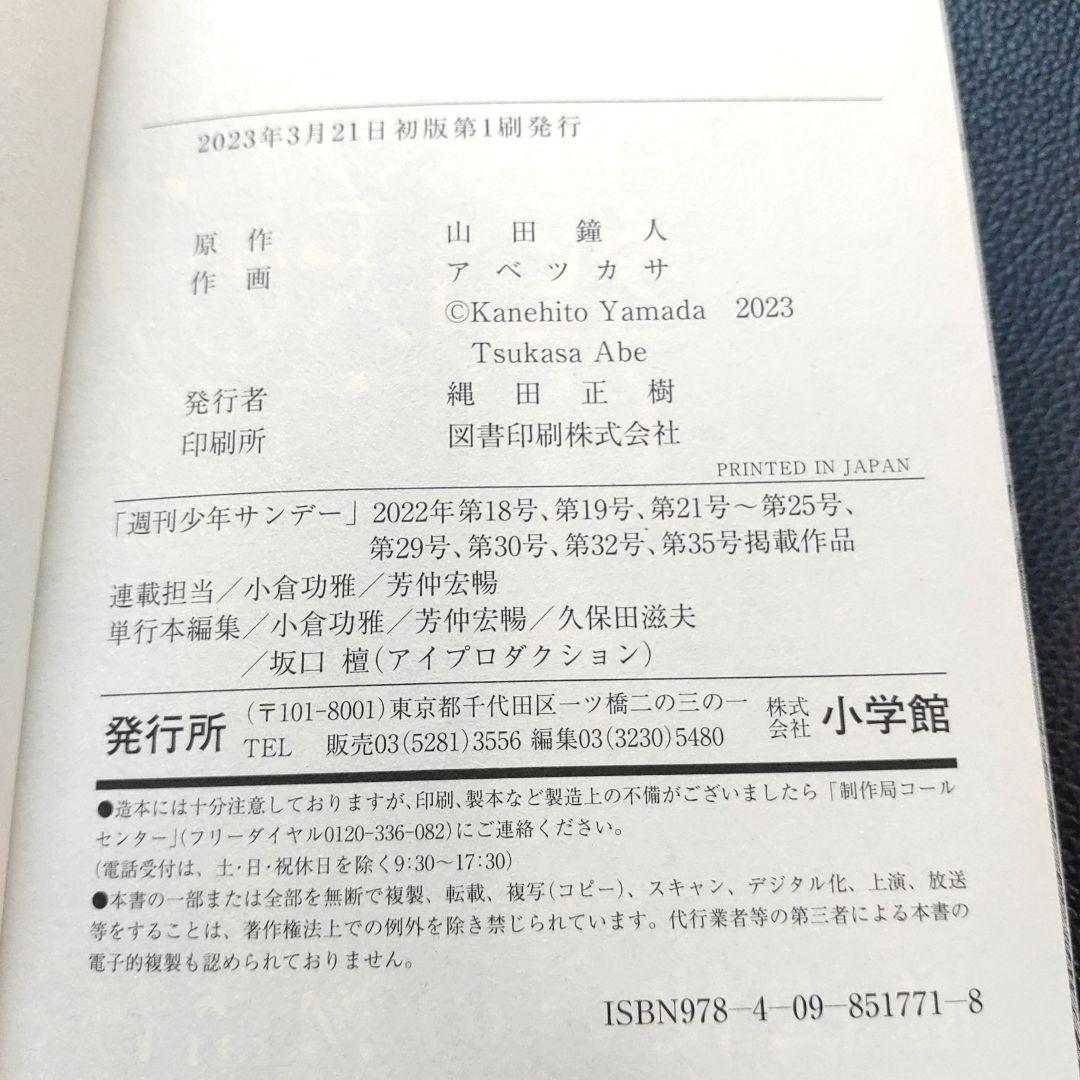 2023年3月21日初版第1刷発行
原作 山田鐘人
作画 アベツカサ
©Kanehito Yamada 2023
Tsukasa Abe
発行者 縄田正樹
印刷所 図書印刷株式会社
PRINTED IN JAPAN
「週刊少年サンデー」2022年第18号、第19号、第21号〜第25号、
第29号、第30号、第32号、第35号掲載作品
連載担当／小倉功雅／芳仲宏暢
単行本編集／小倉功雅／芳仲宏暢／久保田滋夫
／坂口 檀（アイプロダクション）
発行所 （〒101-8001）東京都千代田区一ツ橋二の三の一 株式会社 小学館
TEL 販売03(5281)3556 編集03(3230)5480
●造本には十分注意しておりますが、印刷、製本など製造上の不備がございましたら「制作局コール
センター」（フリーダイヤル0120-336-082）にご連絡ください。
（電話受付は、土・日・祝休日を除く9:30〜17:30）
●本書の一部または全部を無断で複製、転載、複写（コピー）、スキャン、デジタル化、上演、放送
等をすることは、著作権法上での例外を除き禁じられています。代行業者等の第三者による本書の
電子的複製も認められておりません。
ISBN978-4-09-851771-8